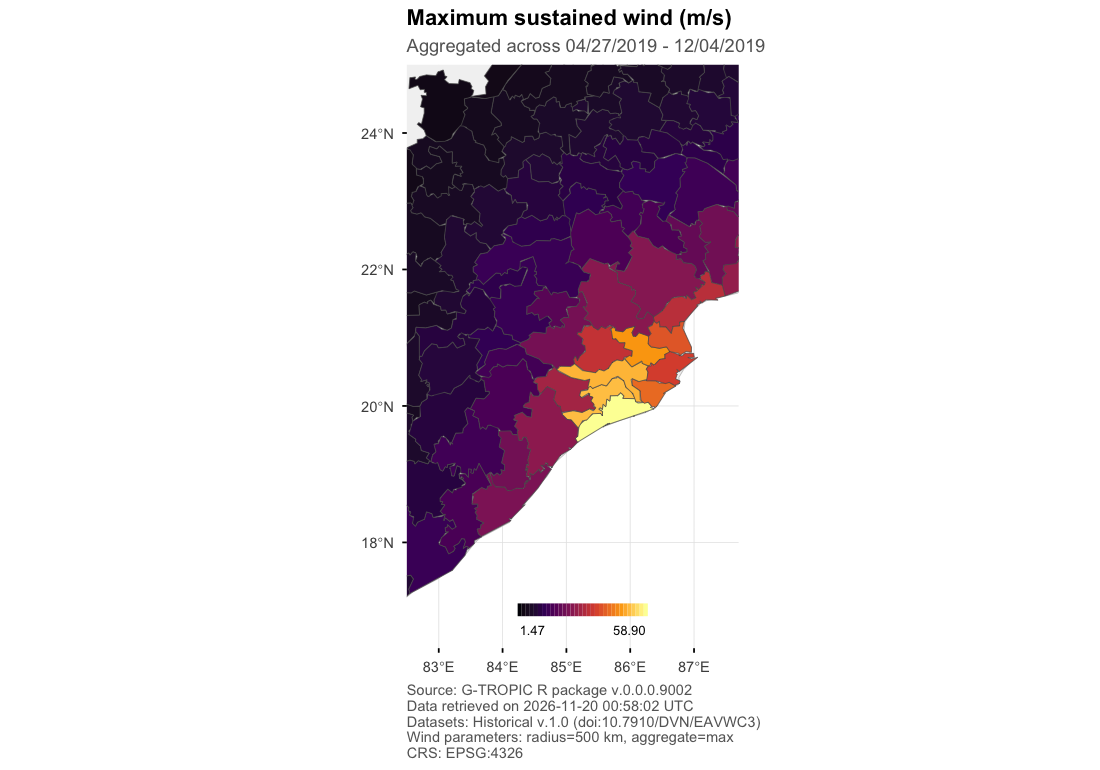 Maximum sustained wind (m/s)
Aggregated across 04/27/2019 - 12/04/2019
24°N
22°N
20°N
18°N
1.47 58.90
83°E 84°E 85°E 86°E 87°E
Source: G-TROPIC R package v.0.0.0.9002
Data retrieved on 2026-11-20 00:58:02 UTC
Datasets: Historical v.1.0 (doi:10.7910/DVN/EAVWC3)
Wind parameters: radius=500 km, aggregate=max
CRS: EPSG:4326